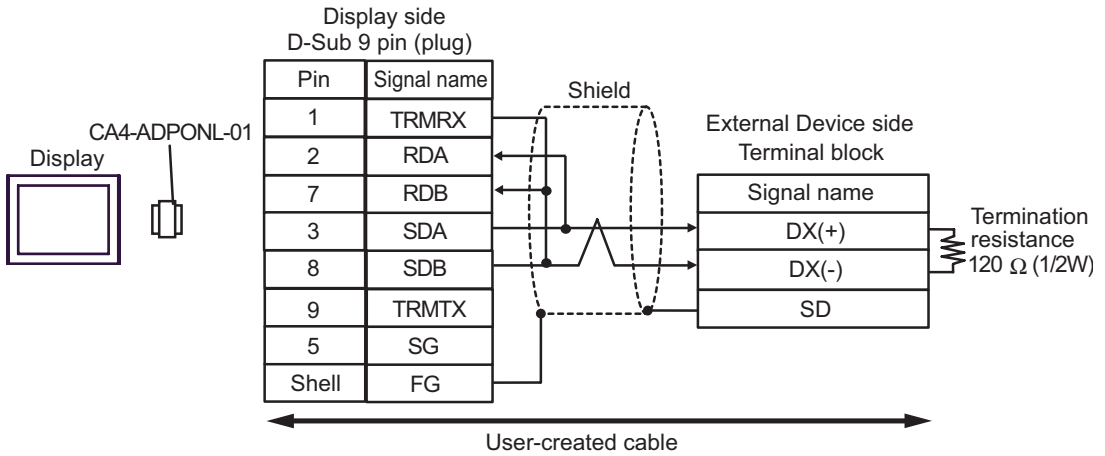 Display side
D-Sub 9 pin (plug)
Pin Signal name
1 TRMRX
2 RDA
7 RDB
3 SDA
8 SDB
9 TRMTX
5 SG
Shell FG
CA4-ADPONL-01
Display
Shield
External Device side
Terminal block
Signal name
DX(+)
DX(-)
SD
Termination
resistance
120 Ω (1/2W)
User-created cable